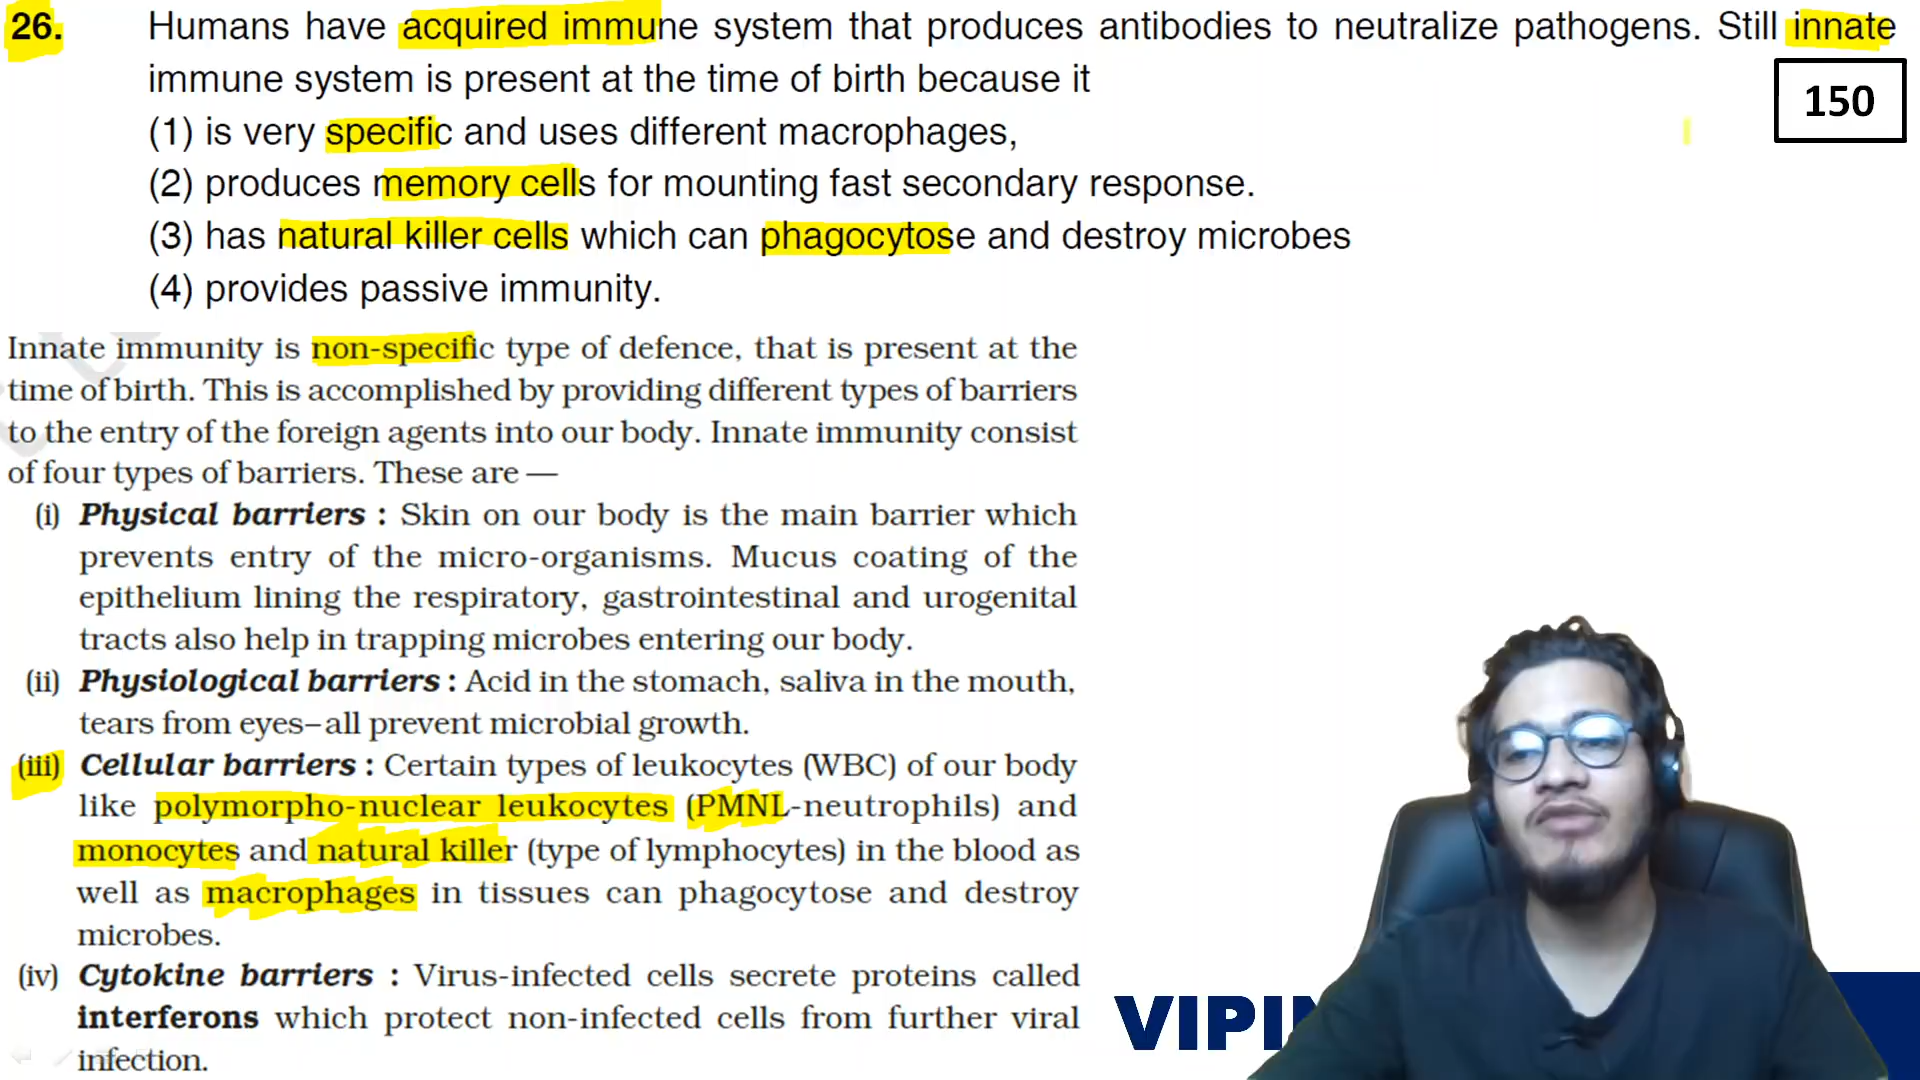 26. Humans have acquired immune system that produces antibodies to neutralize pathogens. Still innate
immune system is present at the time of birth because it
150
(1) is very specific and uses different macrophages,
(2) produces memory cells for mounting fast secondary response.
(3) has natural killer cells which can phagocytose and destroy microbes
(4) provides passive immunity.
Innate immunity is non-specific type of defence, that is present at the
time of birth. This is accomplished by providing different types of barriers
to the entry of the foreign agents into our body. Innate immunity consist
of four types of barriers. These are —
(i) Physical barriers : Skin on our body is the main barrier which
prevents entry of the micro-organisms. Mucus coating of the
epithelium lining the respiratory, gastrointestinal and urogenital
tracts also help in trapping microbes entering our body.
(ii) Physiological barriers : Acid in the stomach, saliva in the mouth,
tears from eyes–all prevent microbial growth.
(iii) Cellular barriers : Certain types of leukocytes (WBC) of our body
like polymorpho-nuclear leukocytes (PMNL-neutrophils) and
monocytes and natural killer (type of lymphocytes) in the blood as
well as macrophages in tissues can phagocytose and destroy
microbes.
(iv) Cytokine barriers : Virus-infected cells secrete proteins called
interferons which protect non-infected cells from further viral
infection.